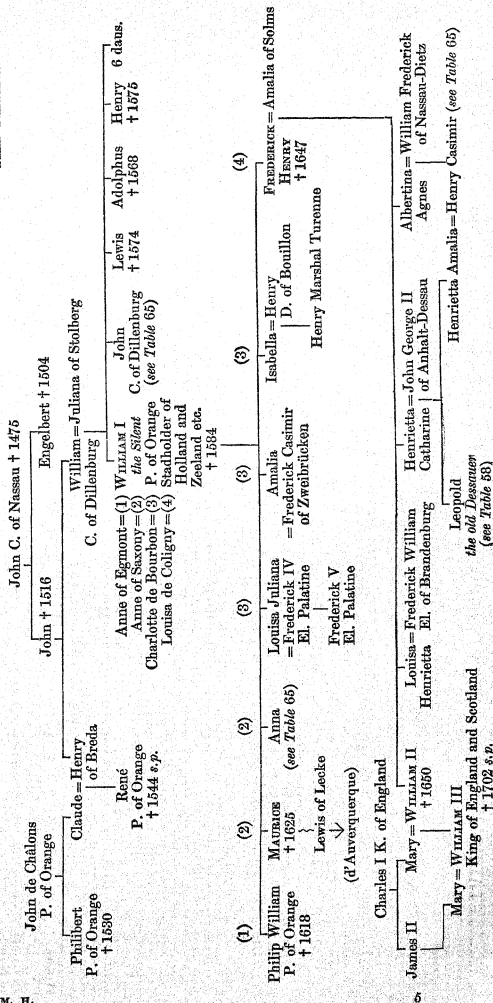 John C. of Nassau † 1475
John de Châlons
P. of Orange
John † 1516
Engelbert † 1504
Philibert
P. of Orange
† 1530
Claude = Henry
of Breda
William = Juliana of Stolberg
C. of Dillenburg
René
P. of Orange
† 1544 s.p.
Anne of Egmont = (1)
Anne of Saxony = (2)
Charlotte de Bourbon = (3)
Louisa de Coligny = (4)
WILLIAM I
the Silent
P. of Orange
Stadholder of
Holland and
Zeeland etc.
† 1584
John
C. of Dillenburg
(see Table 65)
Lewis
† 1574
Adolphus
† 1568
Henry
† 1575
6 daus.
(1)
(2)
(2)
(3)
(3)
(3)
(4)
Philip William
P. of Orange
† 1618
MAURICE
† 1625
Lewis of Lecke
(d'Auverquerque)
Anna
(see Table 65)
Louisa Juliana
= Frederick IV
El. Palatine
Frederick V
El. Palatine
Amalia
= Frederick Casimir
of Zweibrücken
Isabella = Henry
D. of Bouillon
Henry Marshal Turenne
FREDERICK = Amalia of Solms
HENRY
† 1647
Charles I K. of England
James II
Mary = WILLIAM II
† 1650
Louisa = Frederick William
Henrietta El. of Brandenburg
Henrietta = John George II
Catharine of Anhalt-Dessau
Albertina = William Frederick
Agnes of Nassau-Dietz
Mary = WILLIAM III
King of England and Scotland
† 1702 s.p.
Leopold
the old Dessauer
(see Table 58)
Henrietta Amalia = Henry Casimir (see Table 65)
M. H.
5